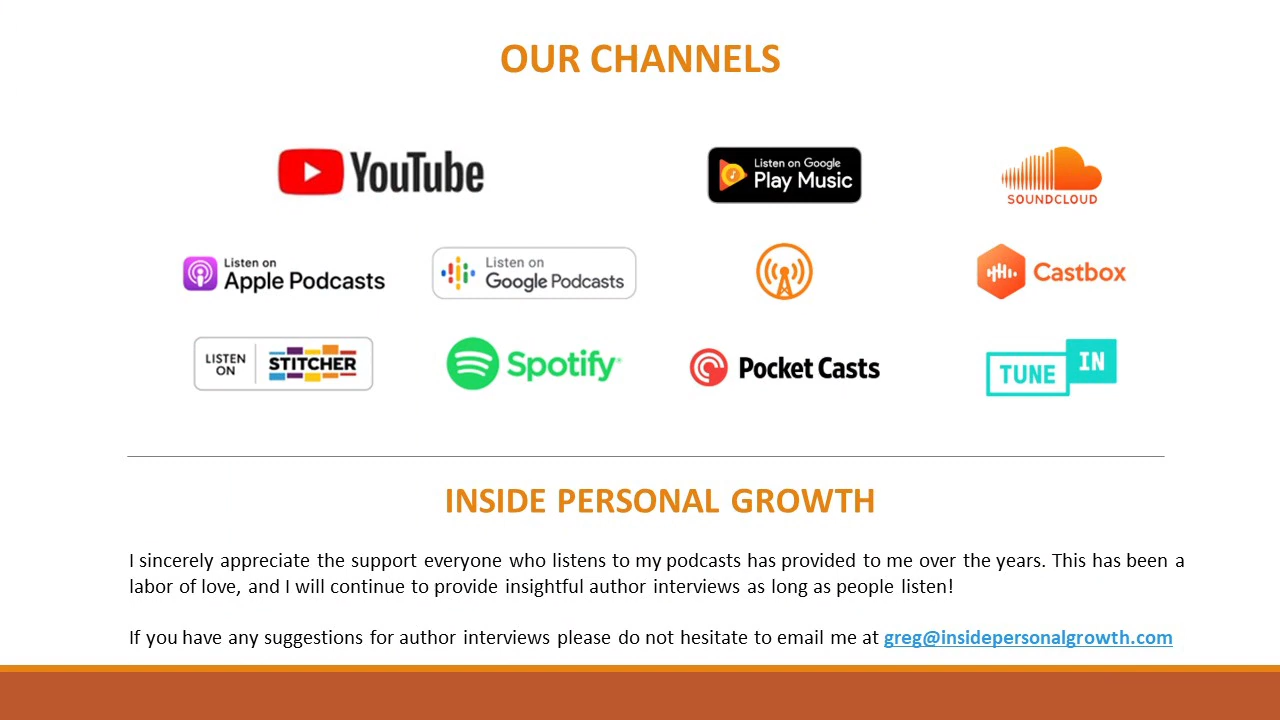 OUR CHANNELS
YouTube
Listen on Google
Play Music
SOUNDCLOUD
Listen on
Apple Podcasts
Listen on
Google Podcasts
Castbox
LISTEN
ON
STITCHER
Spotify
Pocket Casts
TUNE
IN
INSIDE PERSONAL GROWTH
I sincerely appreciate the support everyone who listens to my podcasts has provided to me over the years. This has been a
labor of love, and I will continue to provide insightful author interviews as long as people listen!
If you have any suggestions for author interviews please do not hesitate to email me at greg@insidepersonalgrowth.com